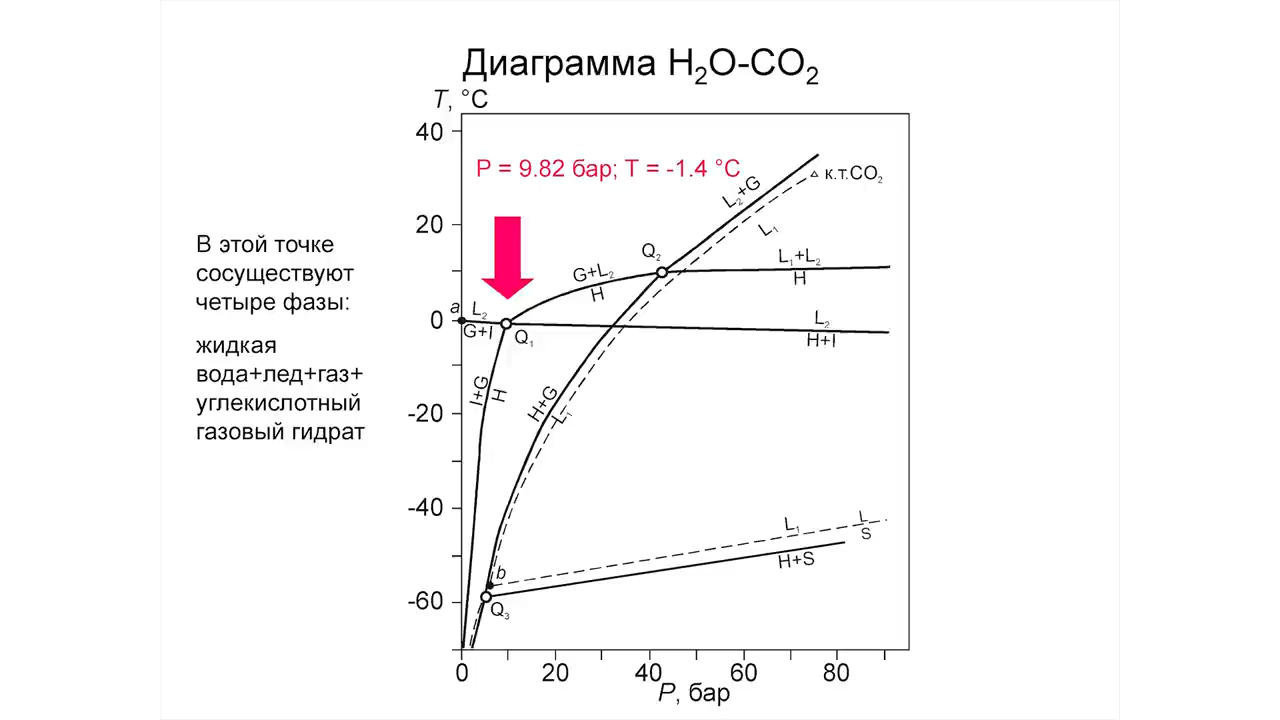 Диаграмма H₂O-CO₂
T, °C
40
20
0
-20
-40
-60
P = 9.82 бар; T = -1.4 °C
В этой точке
сосуществуют
четыре фазы:
жидкая
вода+лед+газ+
углекислотный
газовый гидрат
L₂+G
L₁
к.т.CO₂
Q₂
G+L₂
H
L₁+L₂
H
a
L₂
G+I
Q₁
L₂
H+I
I+G
H
H+G
L₁
L₁
L
S
H+S
b
Q₃
0
20
40
60
80
P, бар